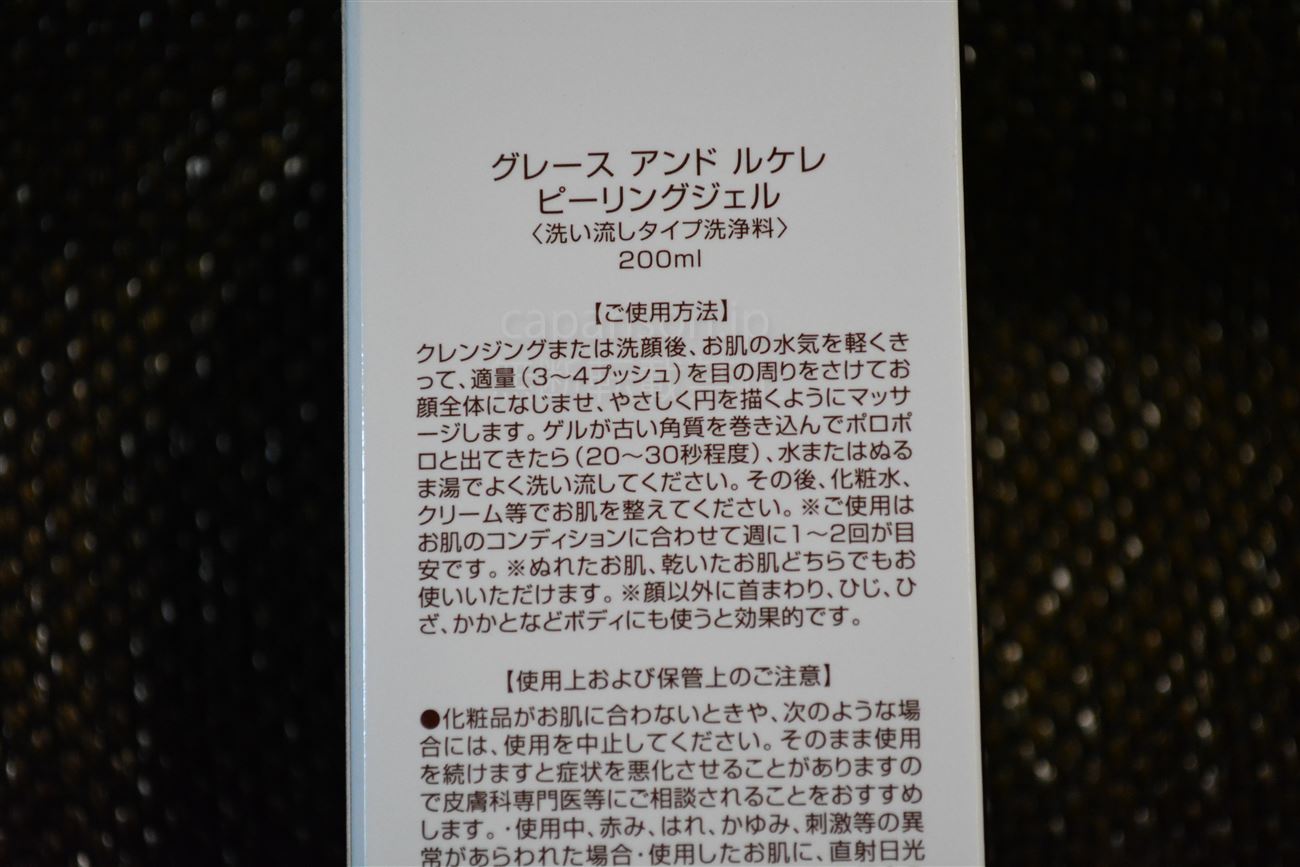 グレース アンド ルケレ
ピーリングジェル
〈洗い流しタイプ洗浄料〉
200ml
【ご使用方法】
クレンジングまたは洗顔後、お肌の水気を軽くき
って、適量（3〜4プッシュ）を目の周りをさけてお
顔全体になじませ、やさしく円を描くようにマッサ
ージします。ゲルが古い角質を巻き込んでポロポ
ロと出てきたら（20〜30秒程度）、水またはぬる
ま湯でよく洗い流してください。その後、化粧水、
クリーム等でお肌を整えてください。※ご使用は
お肌のコンディションに合わせて週に1〜2回が目
安です。※ぬれたお肌、乾いたお肌どちらでもお
使いいただけます。※顔以外に首まわり、ひじ、ひ
ざ、かかとなどボディにも使うと効果的です。
【使用上および保管上のご注意】
●化粧品がお肌に合わないときや、次のような場
合には、使用を中止してください。そのまま使用
を続けますと症状を悪化させることがありますの
で皮膚科専門医等にご相談されることをおすすめ
します。・使用中、赤み、はれ、かゆみ、刺激等の異
常があらわれた場合・使用したお肌に、直射日光